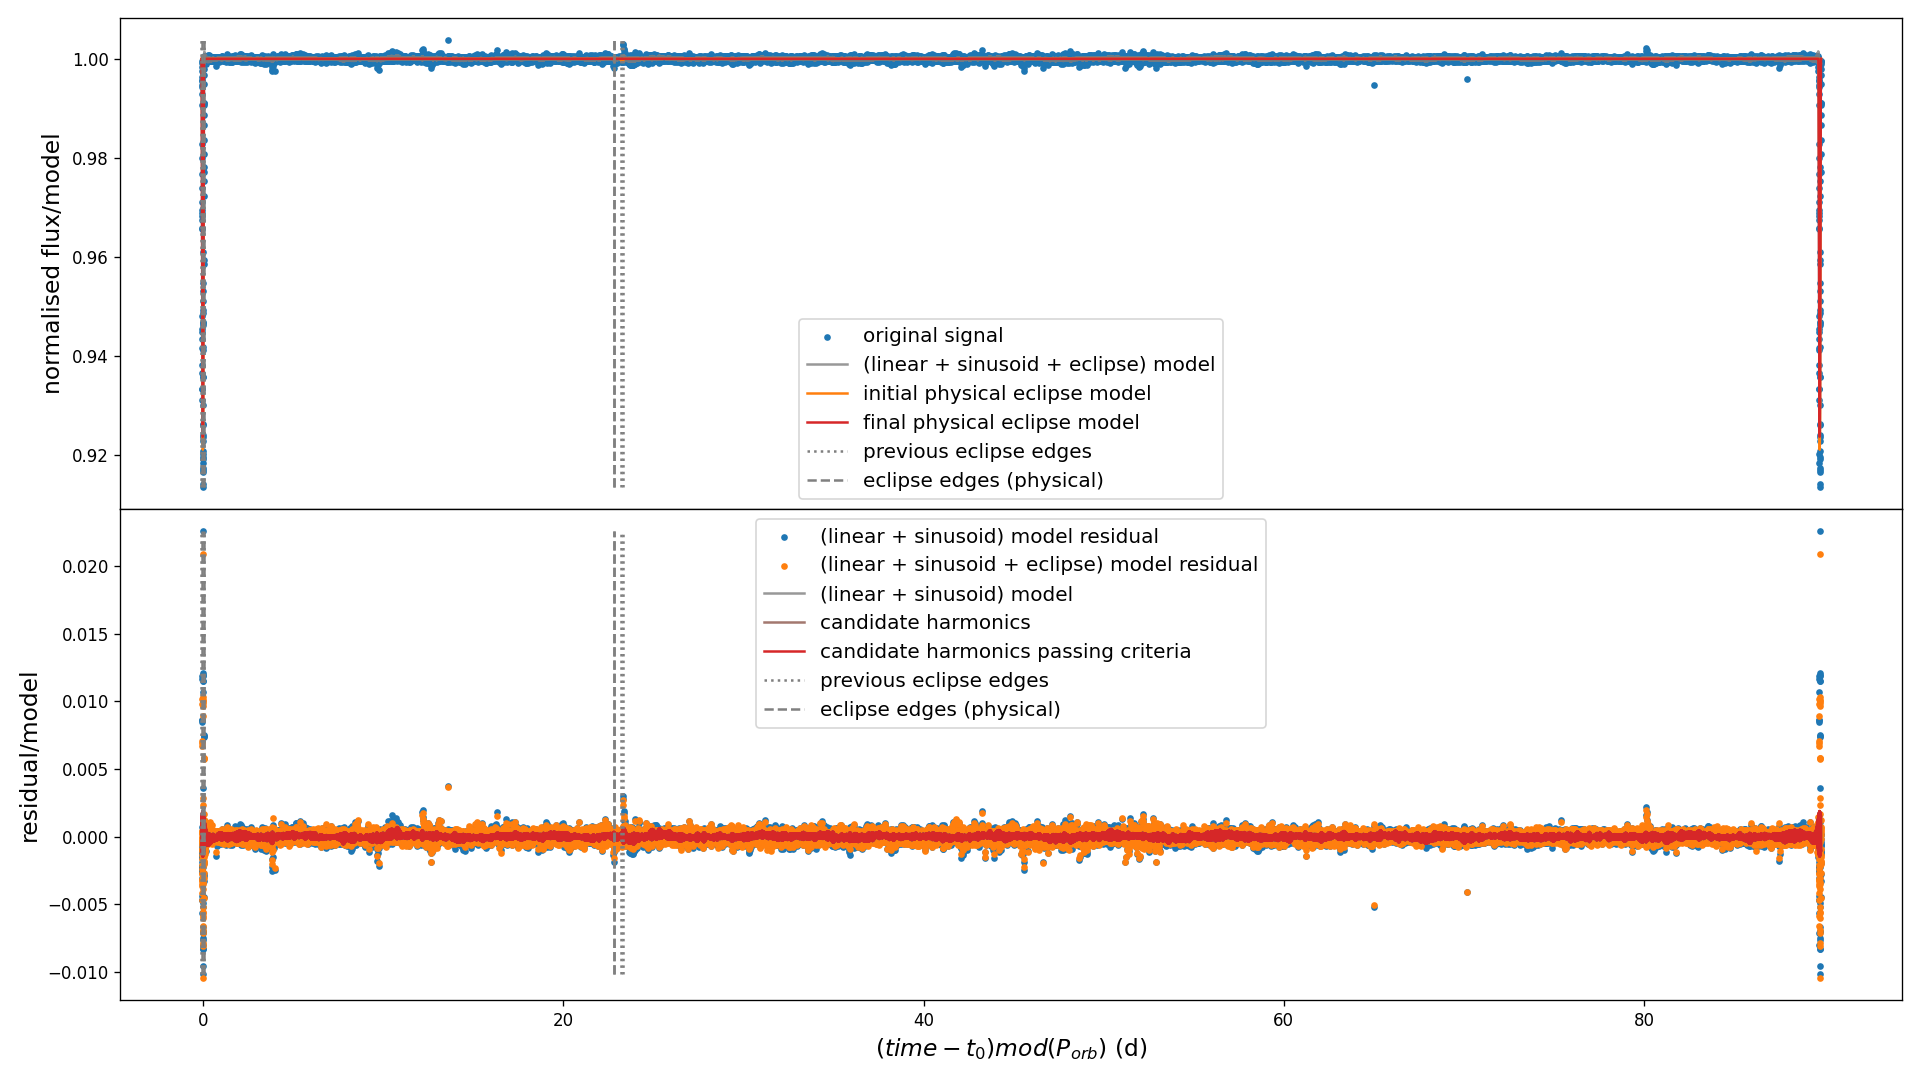 normalised flux/model
1.00
0.98
0.96
0.94
0.92
original signal
(linear + sinusoid + eclipse) model
initial physical eclipse model
final physical eclipse model
previous eclipse edges
eclipse edges (physical)
residual/model
0.020
0.015
0.010
0.005
0.000
−0.005
−0.010
(linear + sinusoid) model residual
(linear + sinusoid + eclipse) model residual
(linear + sinusoid) model
candidate harmonics
candidate harmonics passing criteria
previous eclipse edges
eclipse edges (physical)
0 20 40 60 80
(time − t₀)mod(Pₒᵣb) (d)